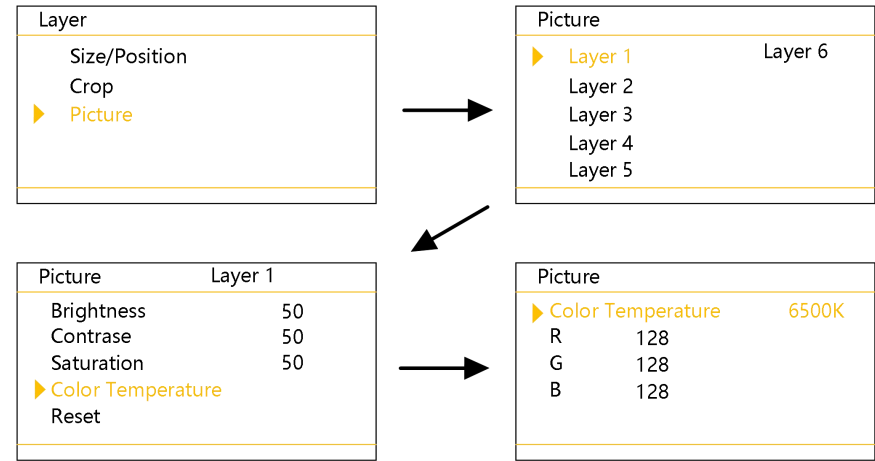 Layer
Size/Position
Crop
Picture
Picture
Layer 1 Layer 6
Layer 2
Layer 3
Layer 4
Layer 5
Picture Layer 1
Brightness 50
Contrase 50
Saturation 50
Color Temperature
Reset
Picture
Color Temperature 6500K
R 128
G 128
B 128